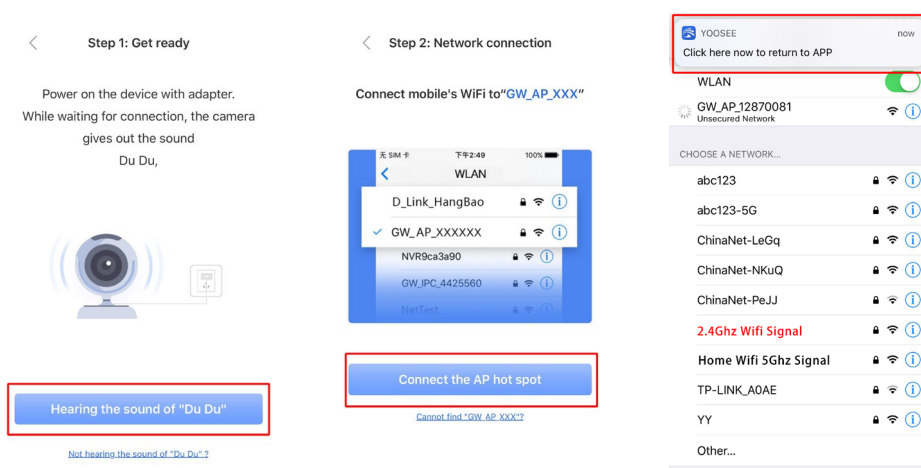 Step 1: Get ready
Power on the device with adapter.
While waiting for connection, the camera
gives out the sound
Du Du,
Hearing the sound of "Du Du"
Not hearing the sound of "Du Du" ?
Step 2: Network connection
Connect mobile's WiFi to“GW_AP_XXX”
无 SIM 卡 下午2:49 100%
WLAN
D_Link_HangBao
GW_AP_XXXXXX
NVR9ca3a90
GW_IPC_4425560
NetTest
Connect the AP hot spot
Cannot find "GW_AP_XXX"?
YOOSEE now
Click here now to return to APP
WLAN
GW_AP_12870081
Unsecured Network
CHOOSE A NETWORK...
abc123
abc123-5G
ChinaNet-LeGq
ChinaNet-NKuQ
ChinaNet-PeJJ
2.4Ghz Wifi Signal
Home Wifi 5Ghz Signal
TP-LINK_A0AE
YY
Other...